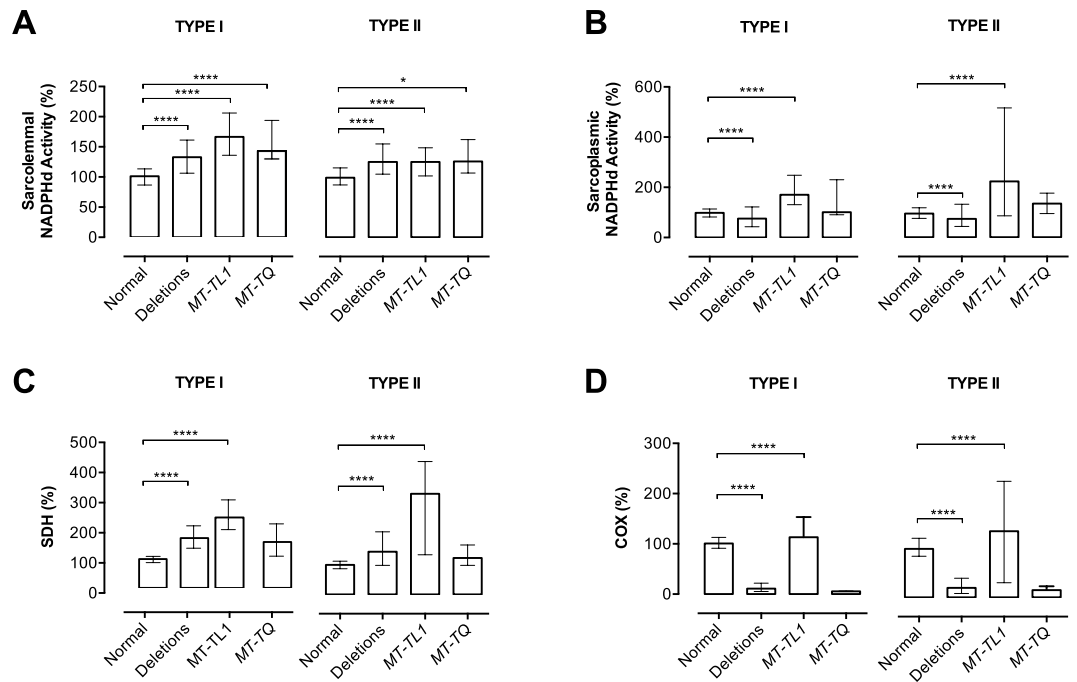 A
TYPE I
TYPE II
Sarcolemmal
NADPHd Activity (%)
250
200
150
100
50
0
****
****
****
*
****
****
Normal
Deletions
MT-TL1
MT-TQ
Normal
Deletions
MT-TL1
MT-TQ
B
TYPE I
TYPE II
Sarcoplasmic
NADPHd Activity (%)
600
400
200
0
****
****
****
****
Normal
Deletions
MT-TL1
MT-TQ
Normal
Deletions
MT-TL1
MT-TQ
C
TYPE I
TYPE II
SDH (%)
500
400
300
200
100
0
****
****
****
****
Normal
Deletions
MT-TL1
MT-TQ
Normal
Deletions
MT-TL1
MT-TQ
D
TYPE I
TYPE II
COX (%)
300
200
100
0
****
****
****
****
Normal
Deletions
MT-TL1
MT-TQ
Normal
Deletions
MT-TL1
MT-TQ